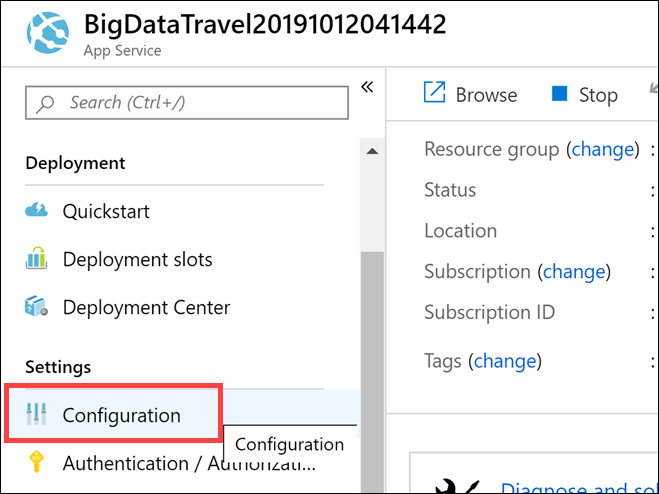 BigDataTravel20191012041442
App Service
Search (Ctrl+/)
«
Browse
Stop
Deployment
Quickstart
Deployment slots
Deployment Center
Settings
Configuration
Configuration
Authentication / Authorizati...
Resource group (change) :
Status :
Location :
Subscription (change) :
Subscription ID :
Tags (change) :
Diagnose and sol